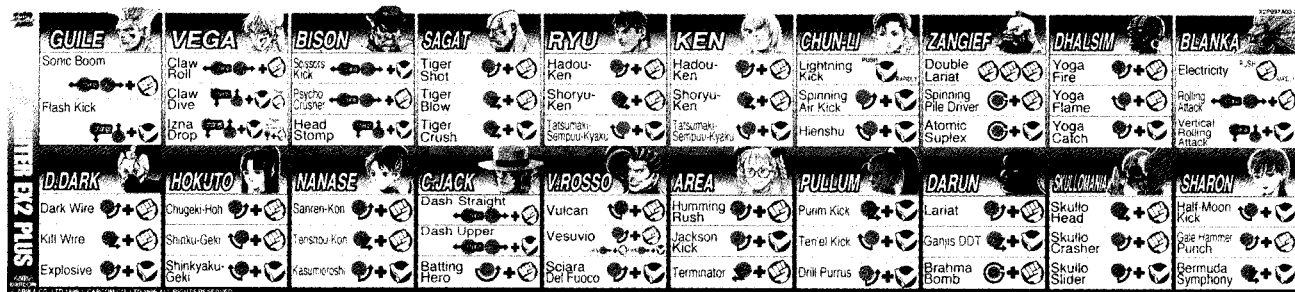 GUILE
Sonic Boom
Flash Kick
VEGA
Claw
Roll
Claw
Dive
Izna
Drop
BISON
Scissors
Kick
Psycho
Crusher
Head
Stomp
SAGAT
Tiger
Shot
Tiger
Blow
Tiger
Crush
RYU
Hadou-
Ken
Shoryu-
Ken
Tatsumaki-
Sempuu-Kyaku
KEN
Hadou-
Ken
Shoryu-
Ken
Tatsumaki-
Sempuu-Kyaku
CHUN-LI
Lightning
Kick
PUSH
RAPIDLY
Spinning
Air Kick
Hienshu
ZANGIEF
Double
Lariat
Spinning
Pile Driver
Atomic
Suplex
DHALSIM
Yoga
Fire
Yoga
Flame
Yoga
Catch
BLANKA
Electricity
PUSH
Rolling
Attack
Vertical
Rolling
Attack
D.DARK
Dark Wire
Kill Wire
Explosive
HOKUTO
Chugeki-Hoh
Shinku-Geki
Shinkyaku-
Geki
NANASE
Sanren-Kon
Tenshou-Kon
Kasumioroshi
C.JACK
Dash Straight
Dash Upper
Batting
Hero
V.ROSSO
Vulcan
Vesuvio
Sciara
Del Fuoco
AREA
Humming
Rush
Jackson
Kick
Terminator
PULLUM
Purim Kick
Ten'el Kick
Drill Purrus
DARUN
Lariat
Ganjis DDT
Brahma
Bomb
SKULLOMANIA
Skullo
Head
Skullo
Crasher
Skullo
Slider
SHARON
Half-Moon
Kick
Gale Hammer
Punch
Bermuda
Symphony
EX2 PLUS